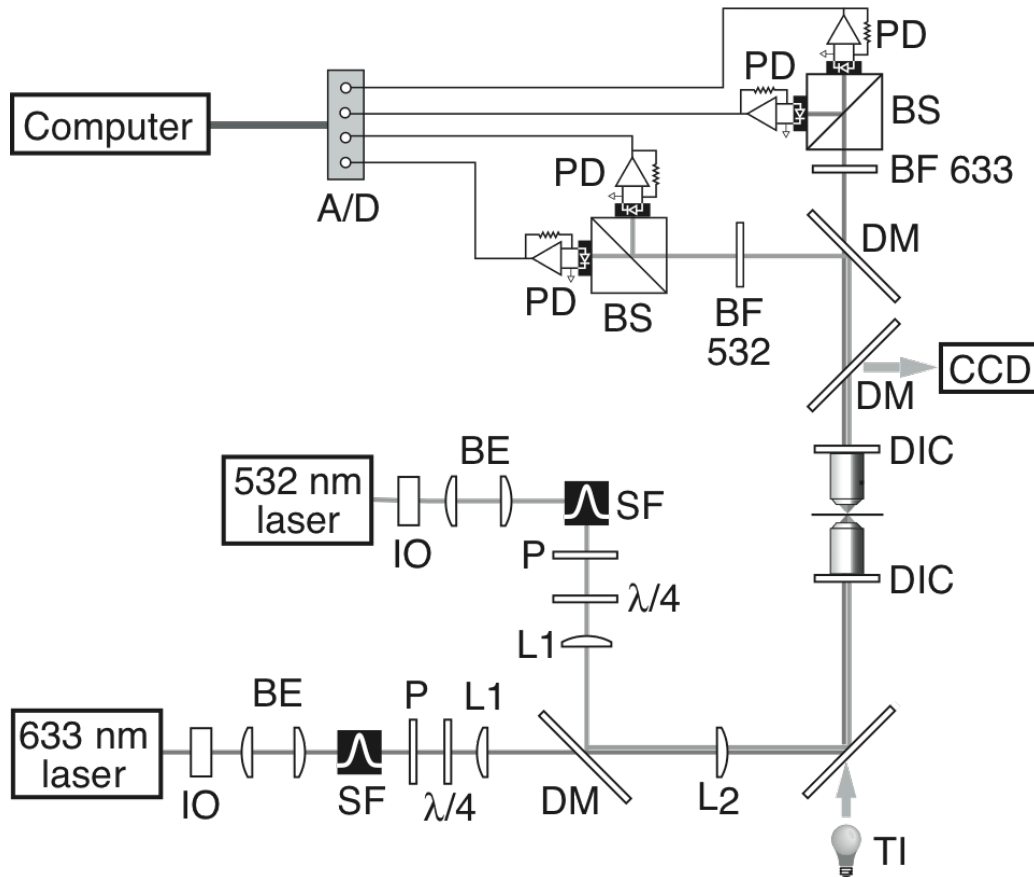 PD
PD
Computer
BS
A/D
PD
BF 633
DM
PD
BS
BF
532
DM
CCD
BE
DIC
532 nm
laser
SF
IO
P
DIC
λ/4
L1
BE
P
L1
633 nm
laser
IO
SF
λ/4
DM
L2
TI